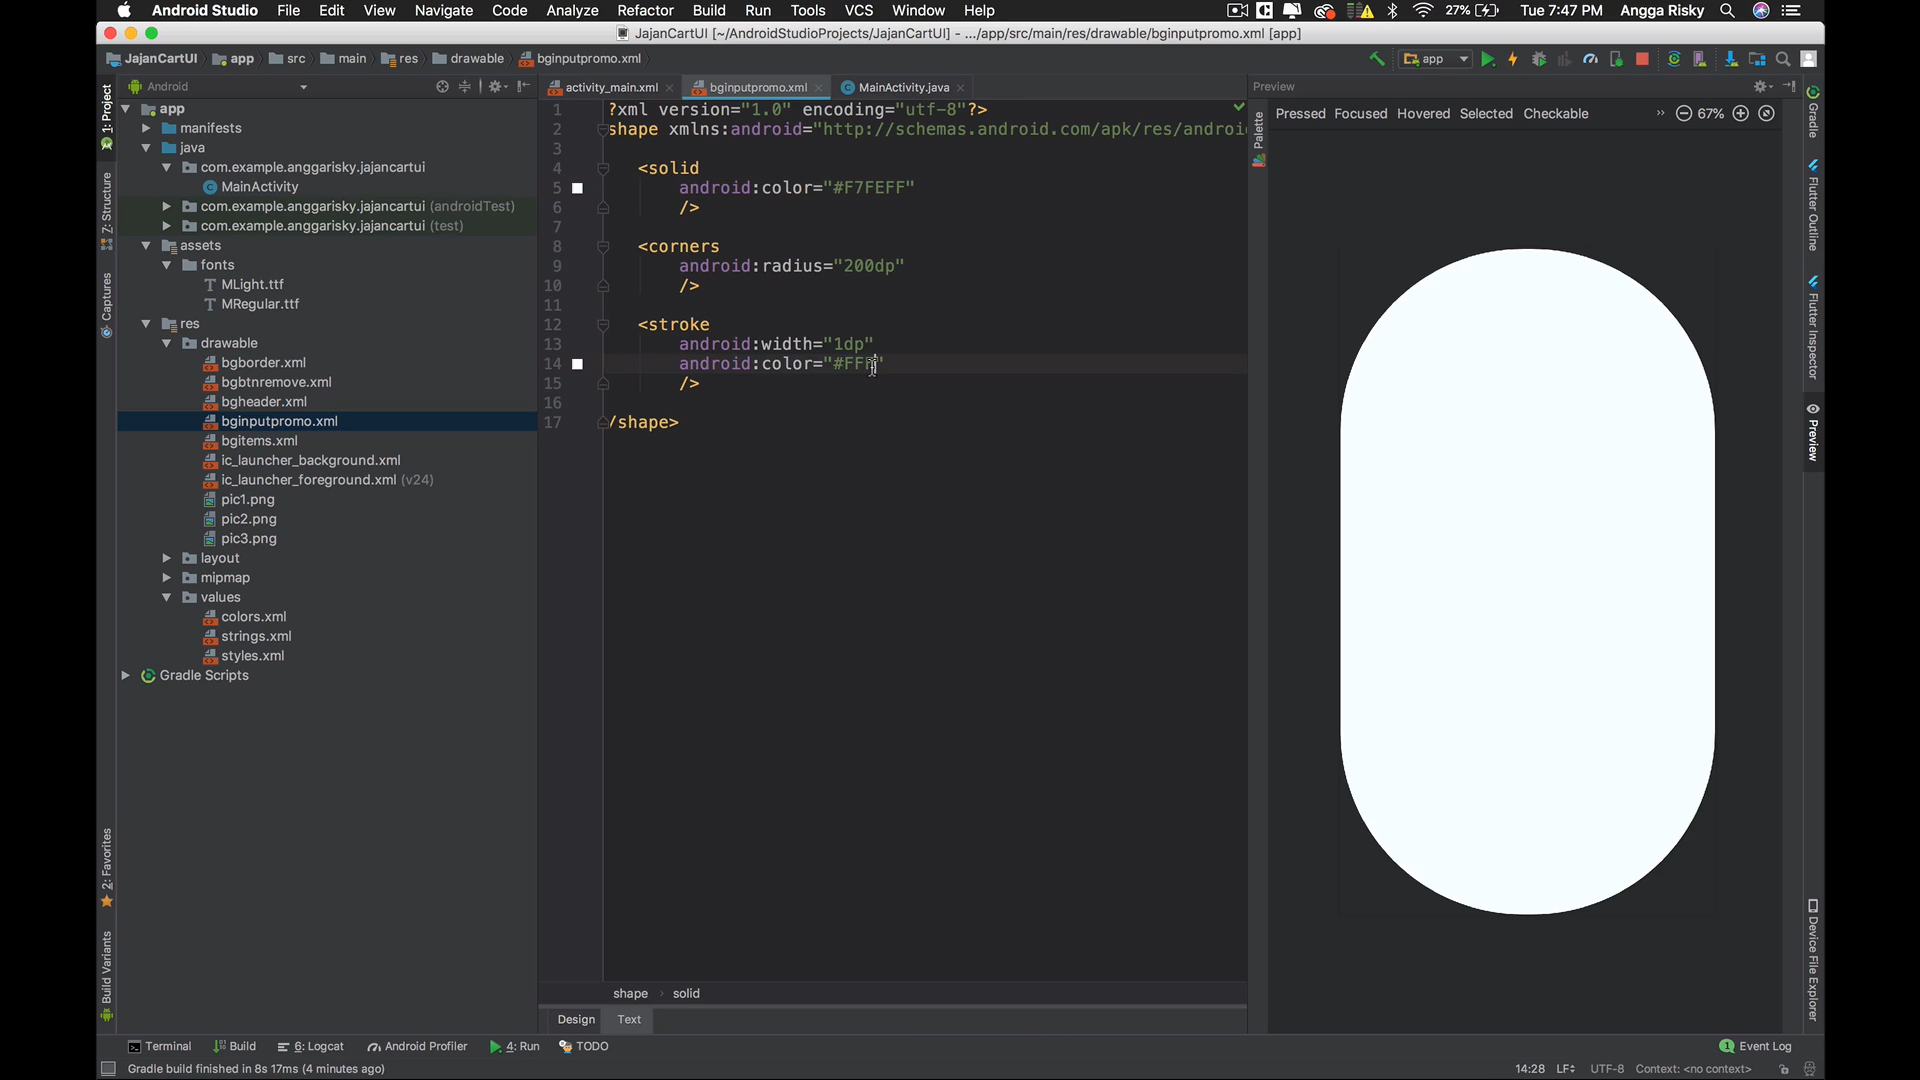 Android Studio File Edit View Navigate Code Analyze Refactor Build Run Tools VCS Window Help 27% Tue 7:47 PM Angga Risky
JajanCartUI [~/AndroidStudioProjects/JajanCartUI] - .../app/src/main/res/drawable/bginputpromo.xml [app]
JajanCartUI app src main res drawable bginputpromo.xml app
Android
activity_main.xml bginputpromo.xml MainActivity.java
Preview
Pressed Focused Hovered Selected Checkable » 67%
1: Project
7: Structure
Captures
2: Favorites
Build Variants
app
manifests
java
com.example.anggarisky.jajancartui
MainActivity
com.example.anggarisky.jajancartui (androidTest)
com.example.anggarisky.jajancartui (test)
assets
fonts
MLight.ttf
MRegular.ttf
res
drawable
bgborder.xml
bgbtnremove.xml
bgheader.xml
bginputpromo.xml
bgitems.xml
ic_launcher_background.xml
ic_launcher_foreground.xml (v24)
pic1.png
pic2.png
pic3.png
layout
mipmap
values
colors.xml
strings.xml
styles.xml
Gradle Scripts
1 ?xml version="1.0" encoding="utf-8"?>
2 shape xmlns:android="http://schemas.android.com/apk/res/androi
3
4 <solid
5 android:color="#F7FEFF"
6 />
7
8 <corners
9 android:radius="200dp"
10 />
11
12 <stroke
13 android:width="1dp"
14 android:color="#FFF"
15 />
16
17 /shape>
Palette
Gradle
Flutter Outline
Flutter Inspector
Preview
Device File Explorer
shape › solid
Design Text
Terminal Build 6: Logcat Android Profiler 4: Run TODO 1 Event Log
Gradle build finished in 8s 17ms (4 minutes ago) 14:28 LF UTF-8 Context: <no context>